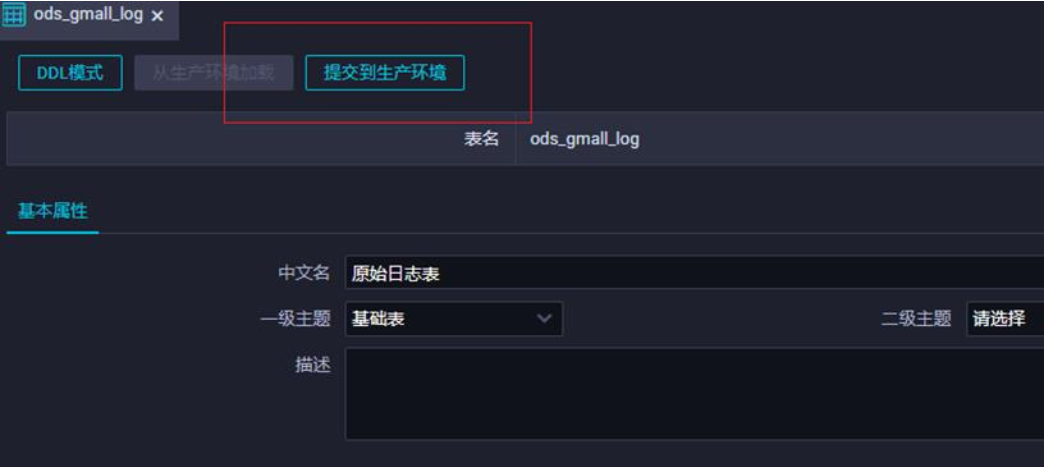 ods_gmall_log ×
DDL模式 从生产环境加载 提交到生产环境
表名 ods_gmall_log
基本属性
中文名 原始日志表
一级主题 基础表 二级主题 请选择
描述